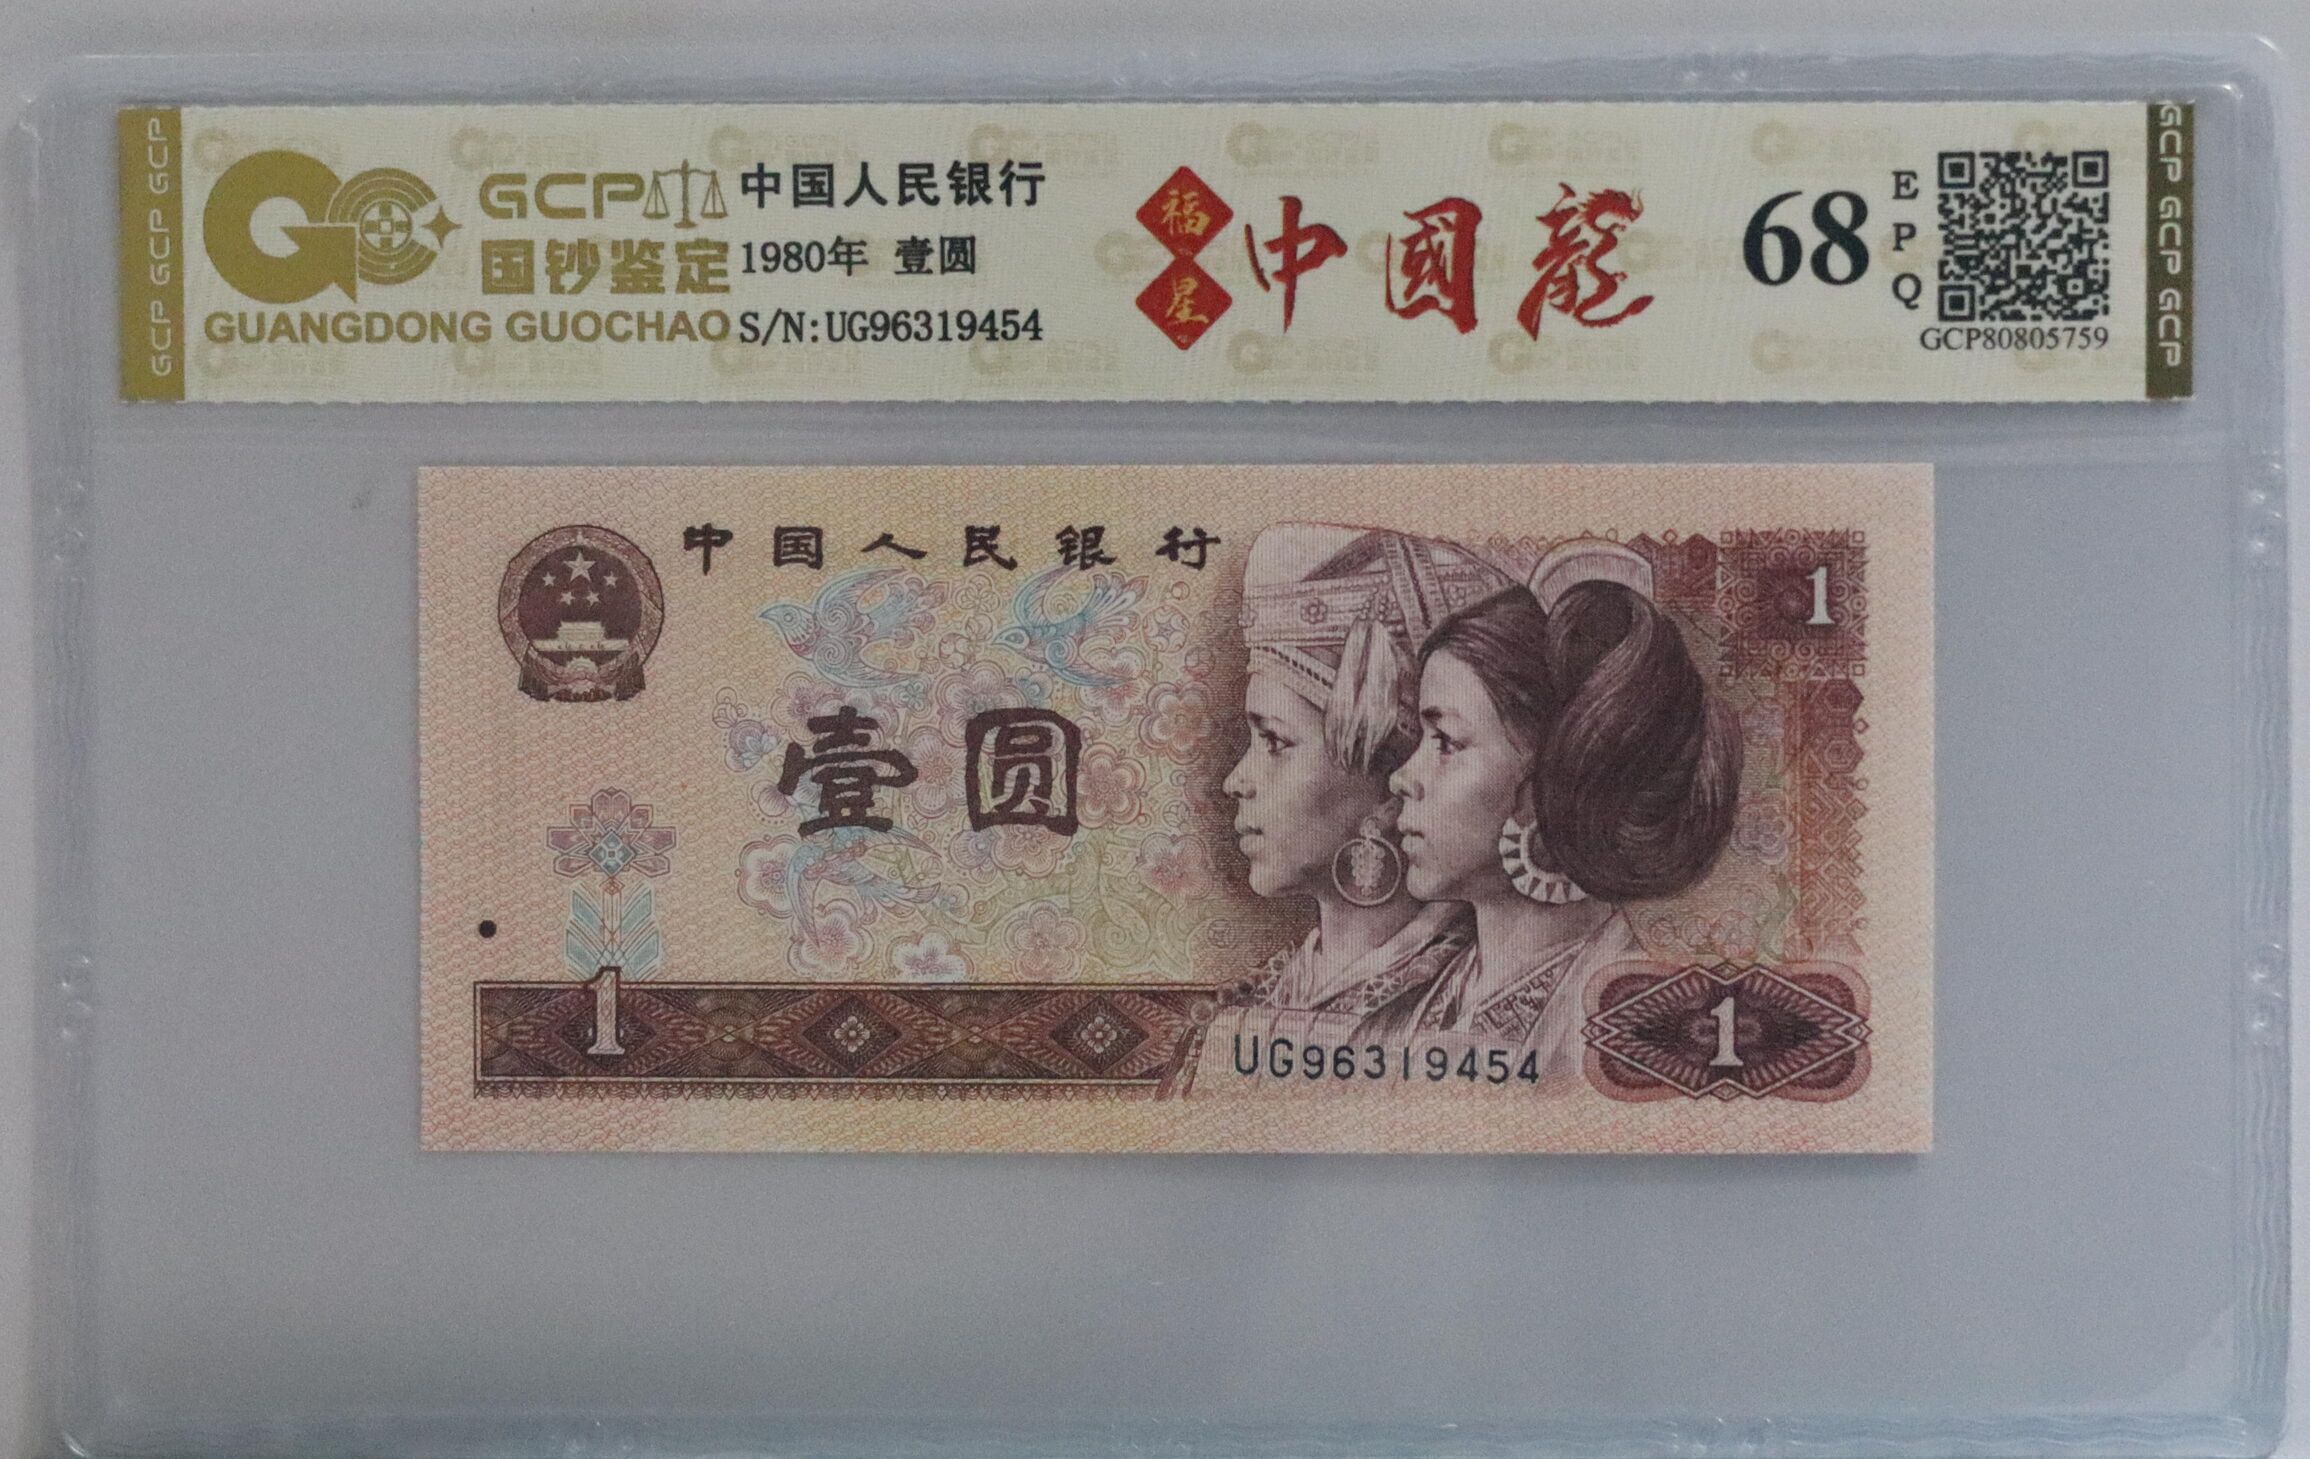 GCP GCP GCP
GCP
国钞鉴定
GUANGDONG GUOCHAO
中国人民银行
1980年 壹圆
S/N:UG96319454
福星
中國龍
68
EPQ
GCP80805759
GCP GCP GCP
中国人民银行
1
壹圆
1
UG96319454
1